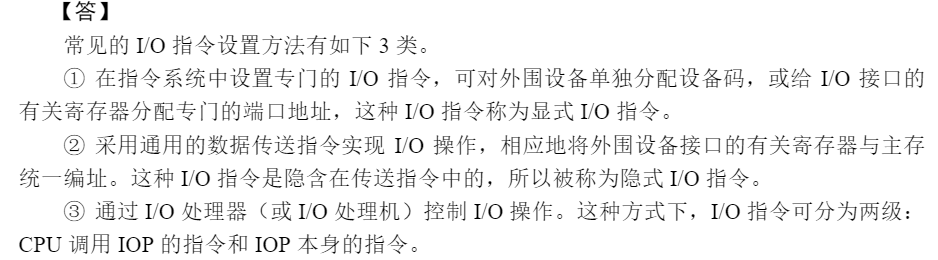 【答】
常见的 I/O 指令设置方法有如下 3 类。
① 在指令系统中设置专门的 I/O 指令，可对外围设备单独分配设备码，或给 I/O 接口的
有关寄存器分配专门的端口地址，这种 I/O 指令称为显式 I/O 指令。
② 采用通用的数据传送指令实现 I/O 操作，相应地将外围设备接口的有关寄存器与主存
统一编址。这种 I/O 指令是隐含在传送指令中的，所以被称为隐式 I/O 指令。
③ 通过 I/O 处理器（或 I/O 处理机）控制 I/O 操作。这种方式下，I/O 指令可分为两级：
CPU 调用 IOP 的指令和 IOP 本身的指令。